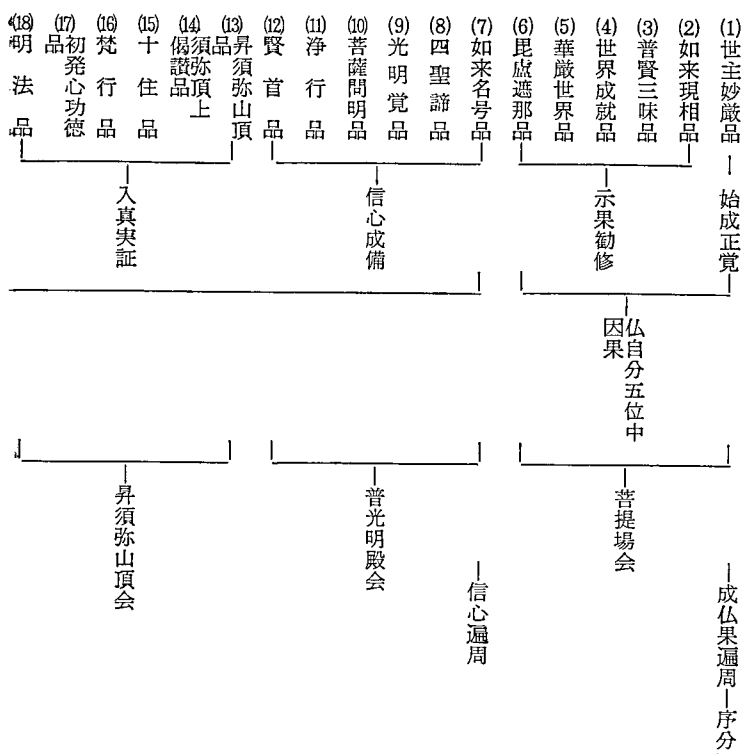 (1)世主妙厳品
(2)如来現相品
(3)普賢三昧品
(4)世界成就品
(5)華厳世界品
(6)毘盧遮那品
(7)如来名号品
(8)四聖諦品
(9)光明覚品
(10)菩薩問明品
(11)浄行品
(12)賢首品
(13)昇須弥山頂
品
(14)須弥頂上
偈讃品
(15)十住品
(16)梵行品
(17)初発心功徳
品
(18)明法品
始成正覚
示果勧修
信心成備
入真実証
仏自分五位中
因果
菩提場会
普光明殿会
昇須弥山頂会
成仏果遍周
序分
信心遍周